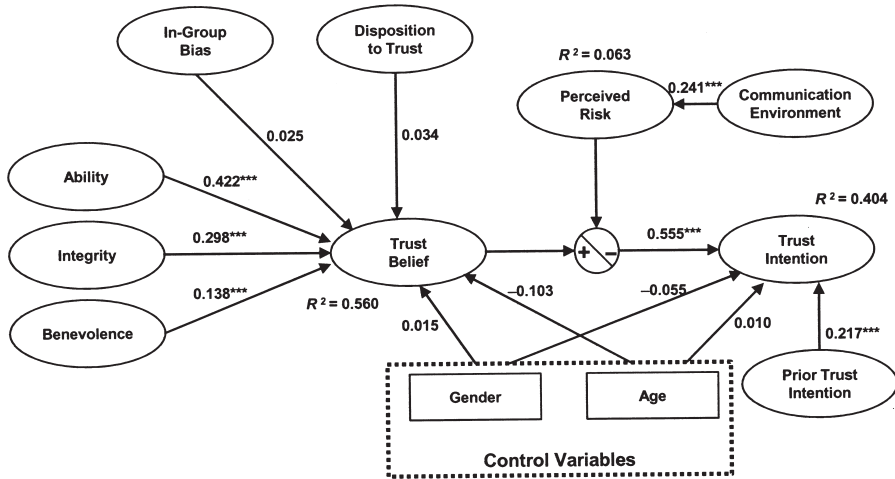 In-Group
Bias
Disposition
to Trust
R² = 0.063
Perceived
Risk
0.241***
Communication
Environment
0.025
0.034
Ability
0.422***
R² = 0.404
Integrity
0.298***
Trust
Belief
+
−
0.555***
Trust
Intention
Benevolence
0.138***
R² = 0.560
0.015
−0.103
−0.055
0.010
0.217***
Prior Trust
Intention
Gender
Age
Control Variables